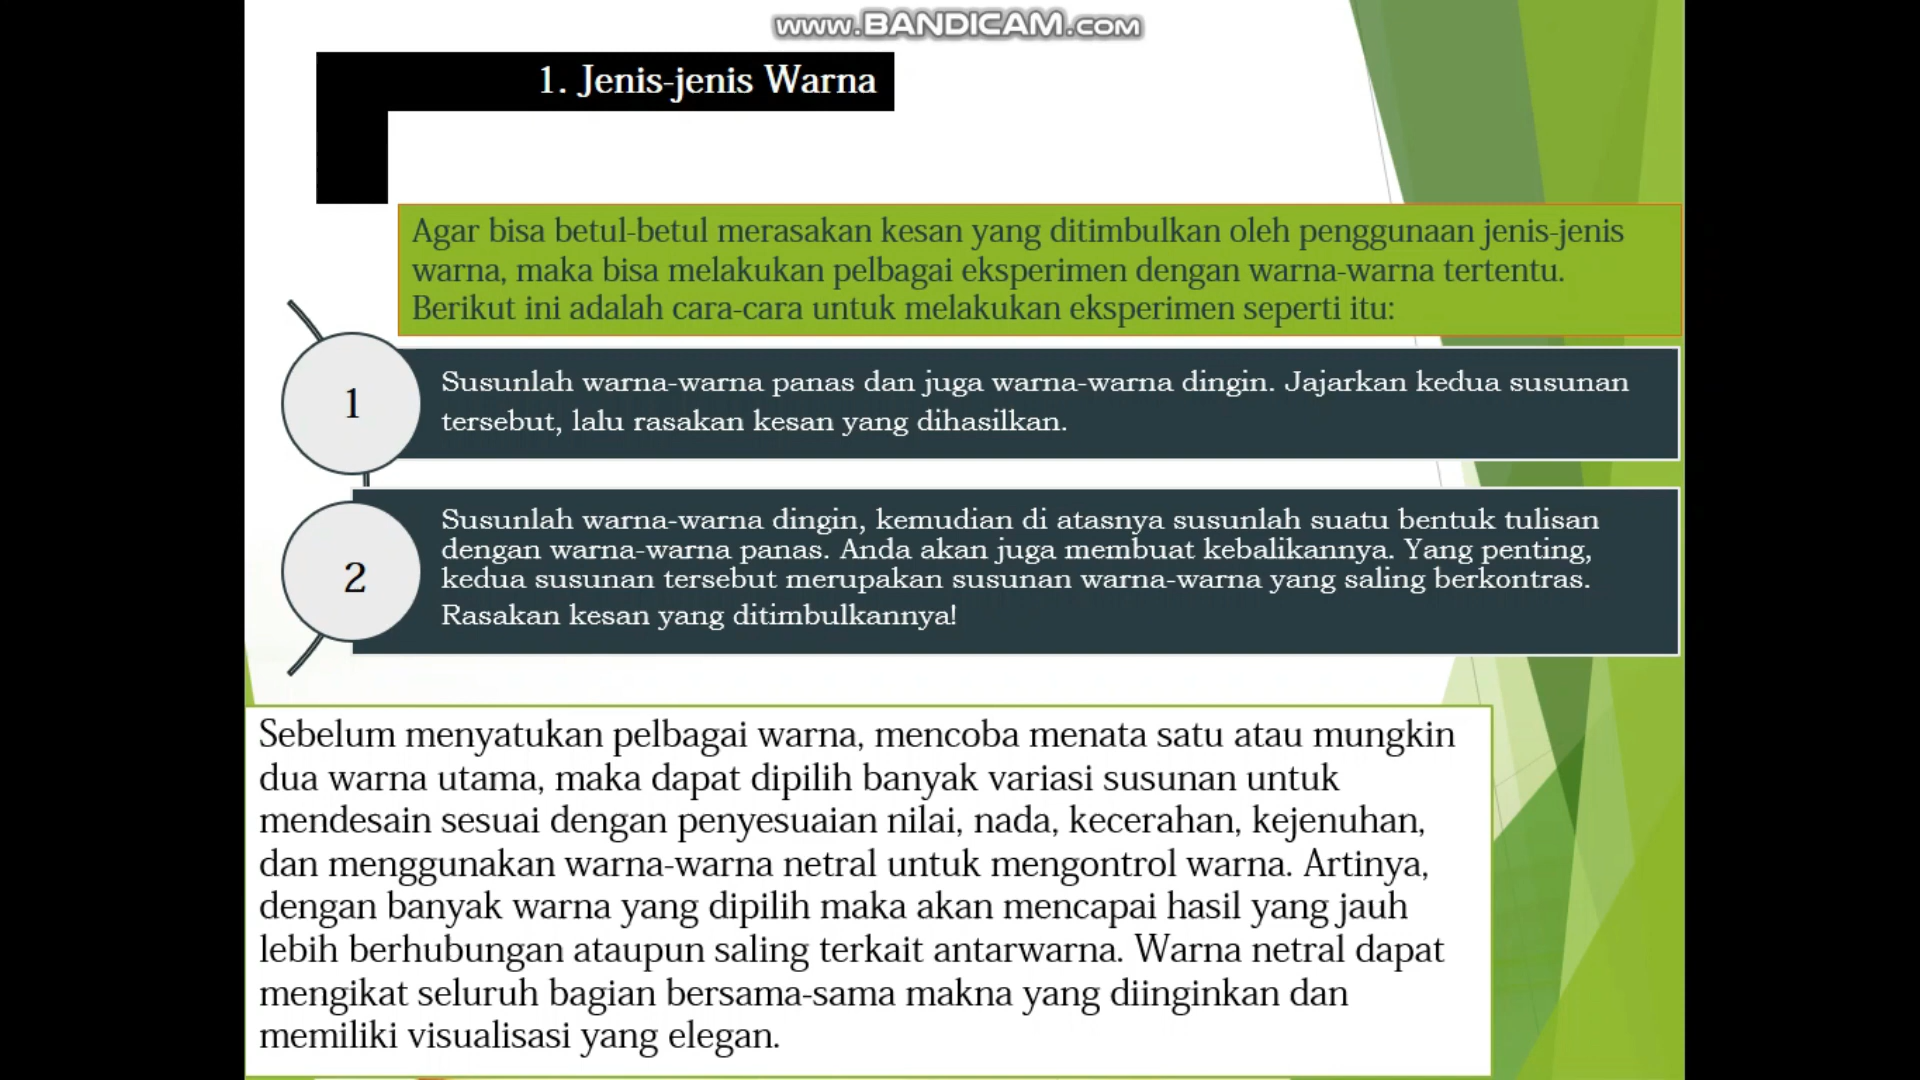 www.BANDICAM.com
1. Jenis-jenis Warna
Agar bisa betul-betul merasakan kesan yang ditimbulkan oleh penggunaan jenis-jenis
warna, maka bisa melakukan pelbagai eksperimen dengan warna-warna tertentu.
Berikut ini adalah cara-cara untuk melakukan eksperimen seperti itu:
1
Susunlah warna-warna panas dan juga warna-warna dingin. Jajarkan kedua susunan
tersebut, lalu rasakan kesan yang dihasilkan.
2
Susunlah warna-warna dingin, kemudian di atasnya susunlah suatu bentuk tulisan
dengan warna-warna panas. Anda akan juga membuat kebalikannya. Yang penting,
kedua susunan tersebut merupakan susunan warna-warna yang saling berkontras.
Rasakan kesan yang ditimbulkannya!
Sebelum menyatukan pelbagai warna, mencoba menata satu atau mungkin
dua warna utama, maka dapat dipilih banyak variasi susunan untuk
mendesain sesuai dengan penyesuaian nilai, nada, kecerahan, kejenuhan,
dan menggunakan warna-warna netral untuk mengontrol warna. Artinya,
dengan banyak warna yang dipilih maka akan mencapai hasil yang jauh
lebih berhubungan ataupun saling terkait antarwarna. Warna netral dapat
mengikat seluruh bagian bersama-sama makna yang diinginkan dan
memiliki visualisasi yang elegan.